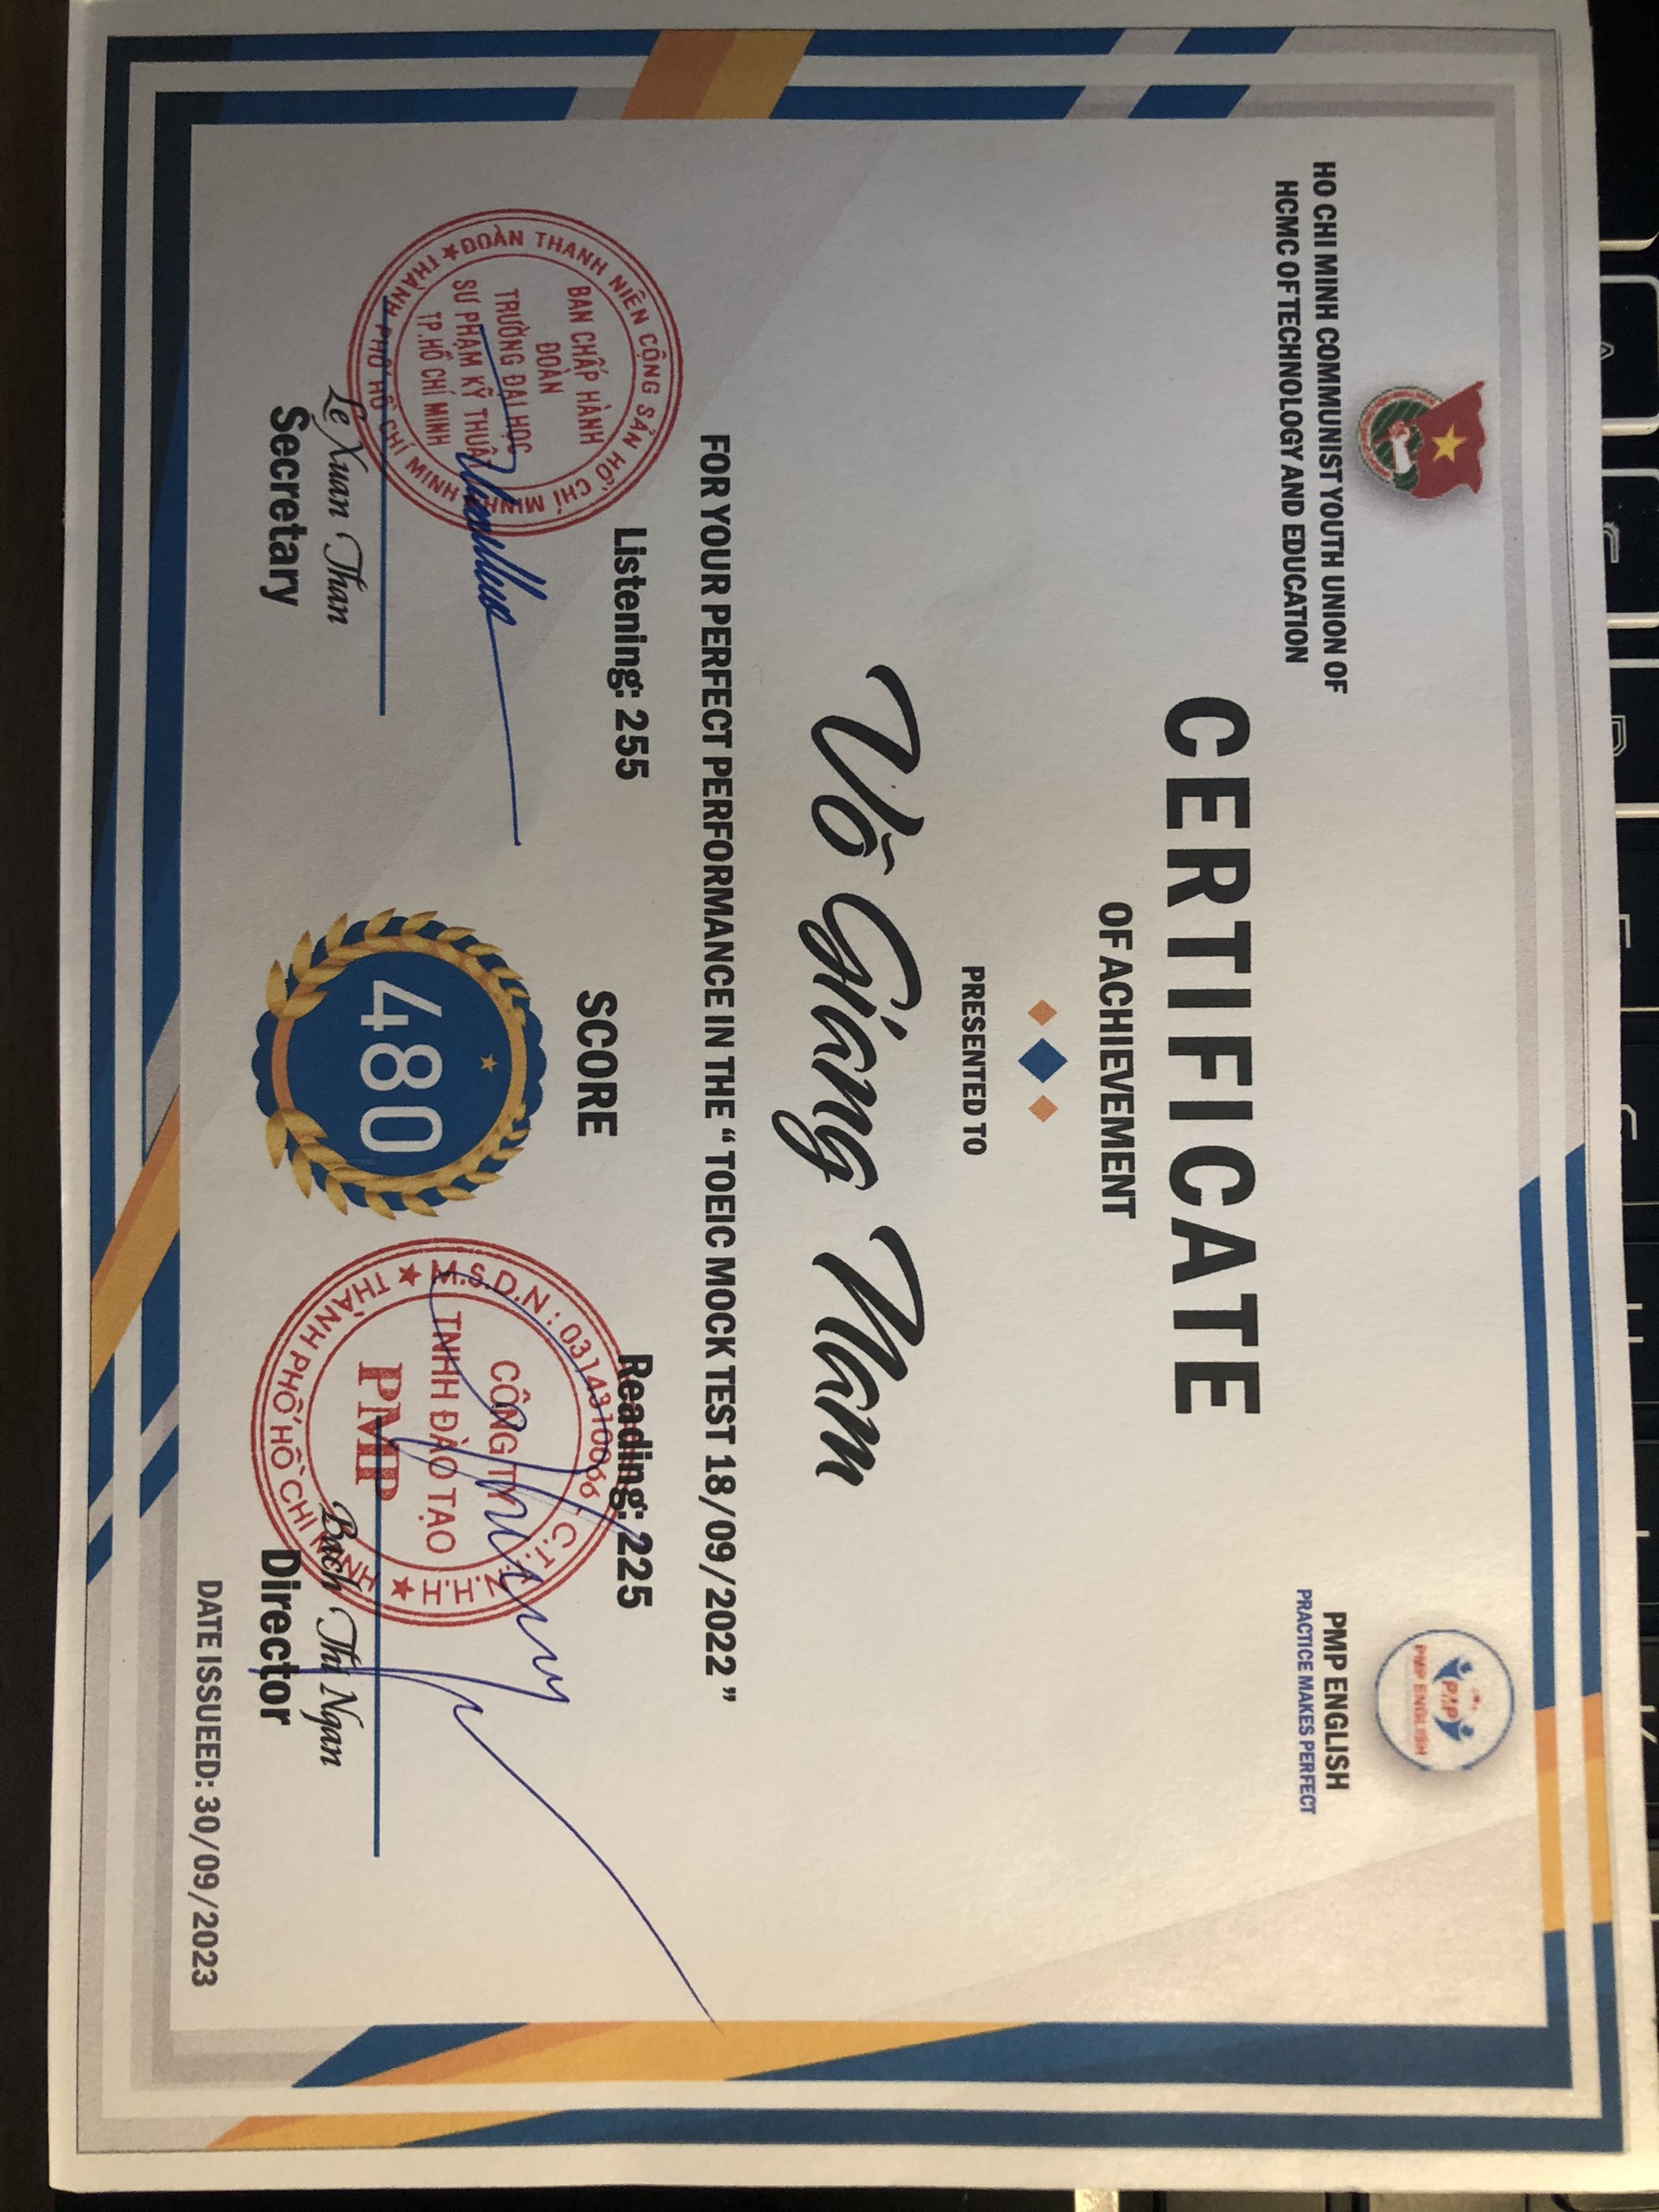 HO CHI MINH COMMUNIST YOUTH UNION OF
HCMC OF TECHNOLOGY AND EDUCATION
PMP
PMP ENGLISH
PMP ENGLISH
PRACTICE MAKES PERFECT
CERTIFICATE
OF ACHIEVEMENT
PRESENTED TO
Võ Giang Nam
FOR YOUR PERFECT PERFORMANCE IN THE “ TOEIC MOCK TEST 18/09/2022 ”
Listening: 255
SCORE
480
Reading: 225
ĐOÀN THANH NIÊN CỘNG SẢN HỒ CHÍ MINH
THÀNH PHỐ HỒ CHÍ MINH
BAN CHẤP HÀNH
ĐOÀN
TRƯỜNG ĐẠI HỌC
SƯ PHẠM KỸ THUẬT
TP.HỒ CHÍ MINH
Le Xuan Than
Secretary
M.S.D.N : 0314310866 C.T.T.N.H.H
CÔNG TY
TNHH ĐÀO TẠO
PMP
THÀNH PHỐ HỒ CHÍ MINH
Bach Thi Ngan
Director
DATE ISSUEED: 30/09/2023